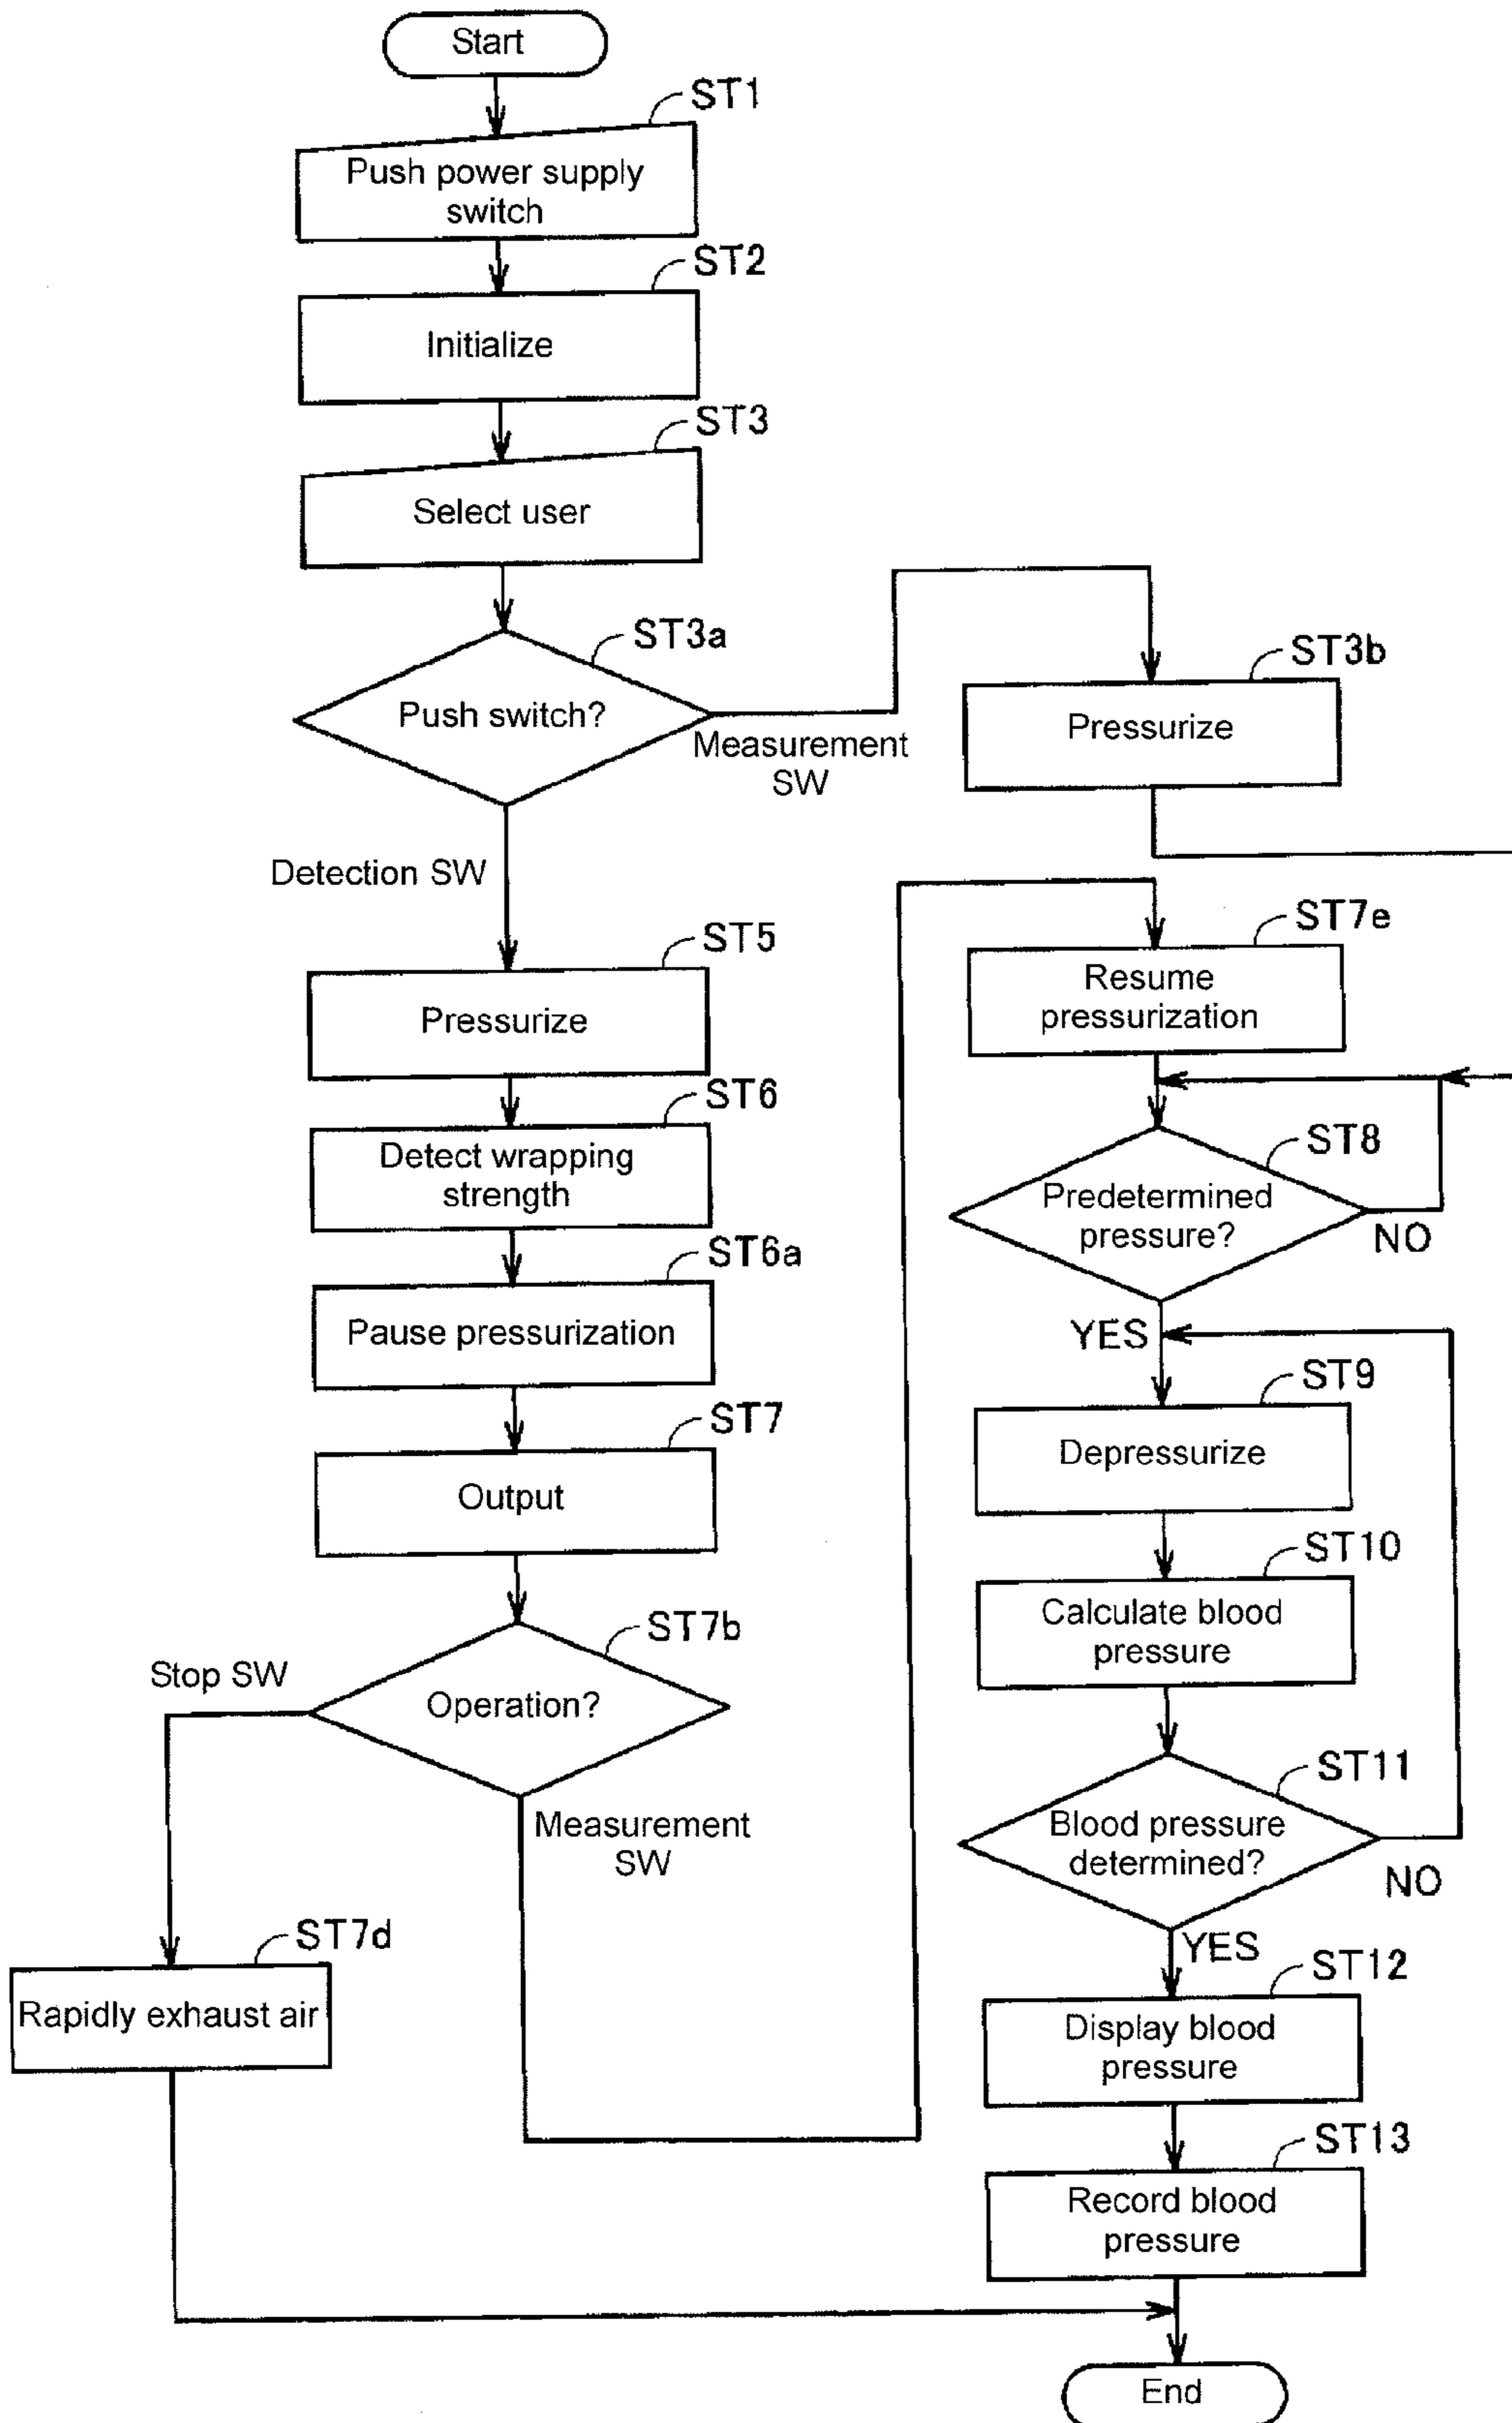 Start
ST1
Push power supply
switch
ST2
Initialize
ST3
Select user
ST3a
Push switch?
Measurement
SW
Detection SW
ST3b
Pressurize
ST5
Pressurize
ST6
Detect wrapping
strength
ST6a
Pause pressurization
ST7
Output
ST7b
Operation?
Stop SW
Measurement
SW
ST7d
Rapidly exhaust air
ST7e
Resume
pressurization
ST8
Predetermined
pressure?
NO
YES
ST9
Depressurize
ST10
Calculate blood
pressure
ST11
Blood pressure
determined?
NO
YES
ST12
Display blood
pressure
ST13
Record blood
pressure
End